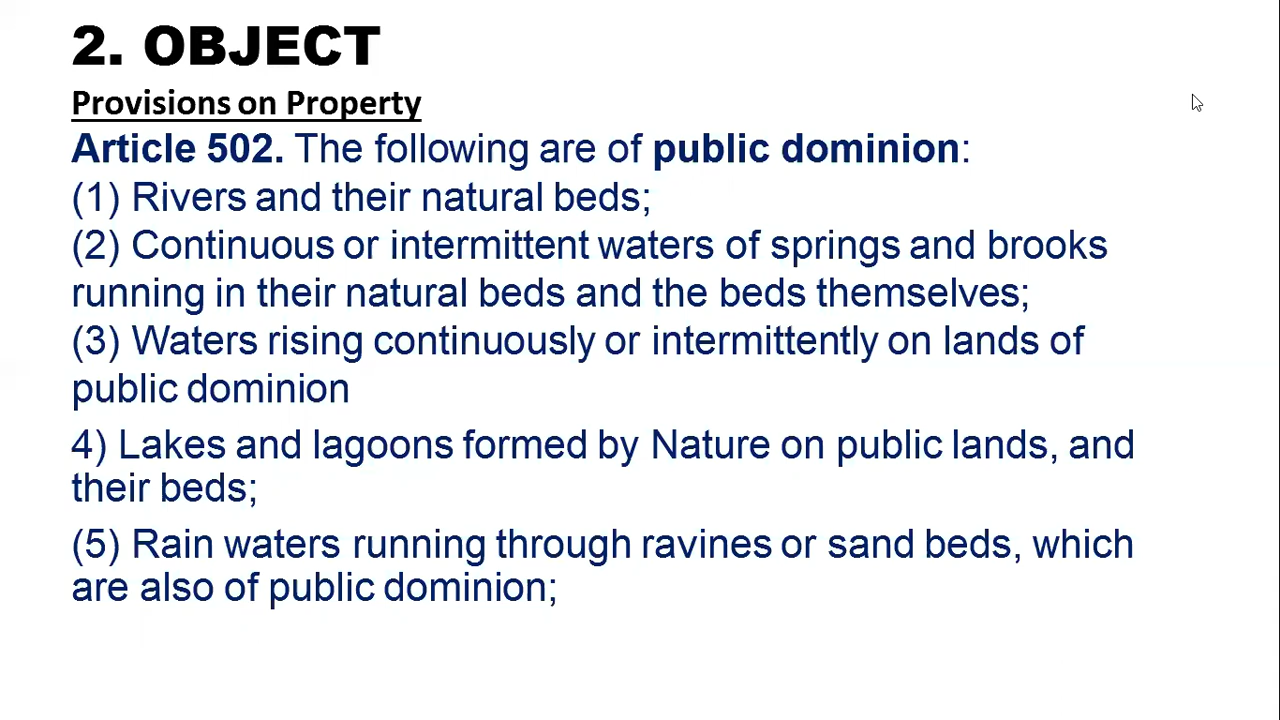 2. OBJECT
Provisions on Property
Article 502. The following are of public dominion:
(1) Rivers and their natural beds;
(2) Continuous or intermittent waters of springs and brooks
running in their natural beds and the beds themselves;
(3) Waters rising continuously or intermittently on lands of
public dominion
4) Lakes and lagoons formed by Nature on public lands, and
their beds;
(5) Rain waters running through ravines or sand beds, which
are also of public dominion;